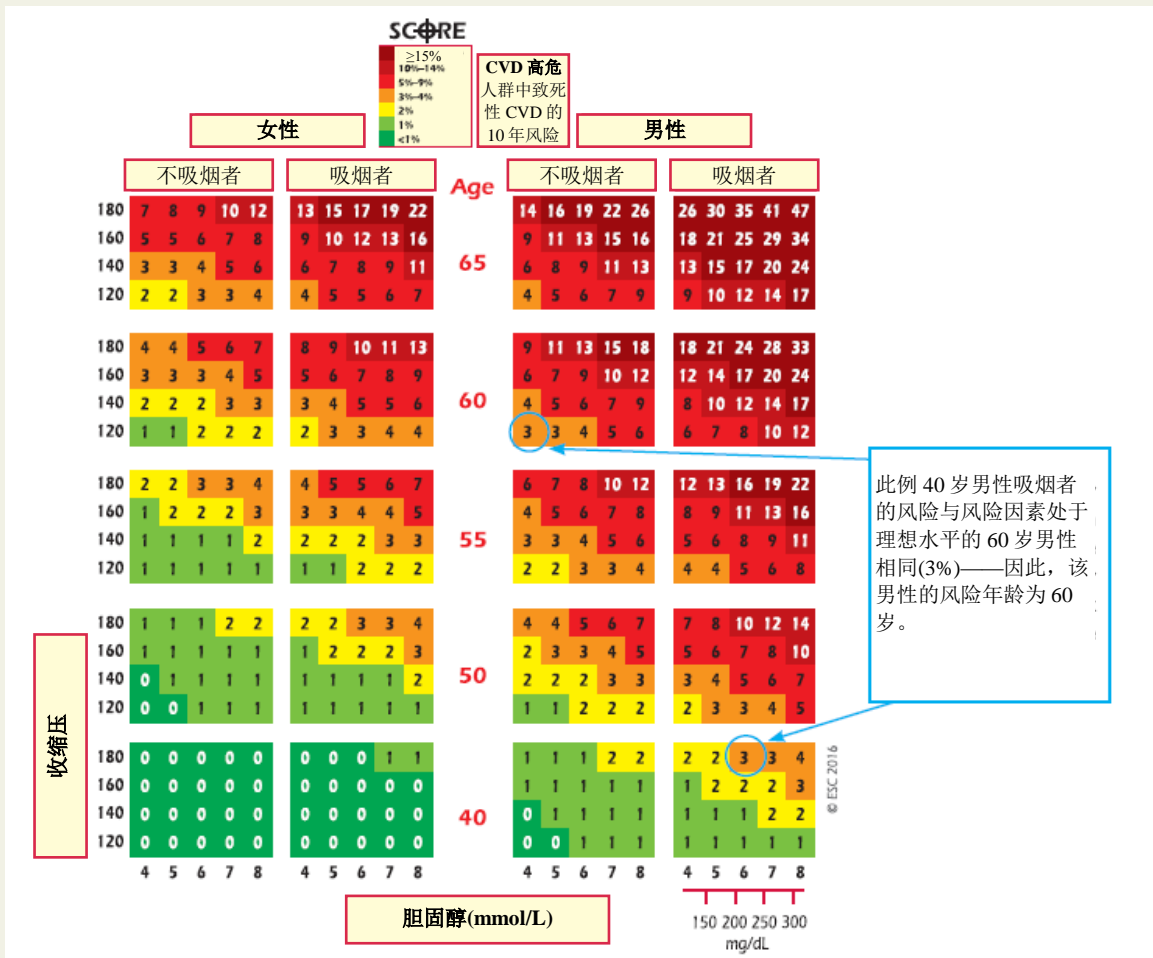 SCORE
≥15%
10%–14%
5%–9%
3%–4%
2%
1%
<1%
CVD 高危
人群中致死
性 CVD 的
10 年风险
女性
男性
不吸烟者
吸烟者
Age
不吸烟者
吸烟者
180 7 8 9 10 12 13 15 17 19 22 14 16 19 22 26 26 30 35 41 47
160 5 5 6 7 8 9 10 12 13 16 9 11 13 15 16 18 21 25 29 34
140 3 3 4 5 6 6 7 8 9 11 65 6 8 9 11 13 13 15 17 20 24
120 2 2 3 3 4 4 5 5 6 7 4 5 6 7 9 9 10 12 14 17
180 4 4 5 6 7 8 9 10 11 13 9 11 13 15 18 18 21 24 28 33
160 3 3 3 4 5 5 6 7 8 9 6 7 9 10 12 12 14 17 20 24
140 2 2 2 3 3 3 4 5 5 6 60 4 5 6 7 9 8 10 12 14 17
120 1 1 2 2 2 2 3 3 4 4 3 3 4 5 6 6 7 8 10 12
180 2 2 3 3 4 4 5 5 6 7 6 7 8 10 12 12 13 16 19 22
160 1 2 2 2 3 3 3 4 4 5 4 5 6 7 8 8 9 11 13 16
140 1 1 1 1 2 2 2 2 3 3 55 3 3 4 5 6 5 6 8 9 11
120 1 1 1 1 1 1 1 2 2 2 2 2 3 3 4 4 4 5 6 8
180 1 1 1 2 2 2 2 3 3 4 4 4 5 6 7 7 8 10 12 14
160 1 1 1 1 1 1 2 2 2 3 2 3 3 4 5 5 6 7 8 10
140 0 1 1 1 1 1 1 1 1 2 50 2 2 2 3 3 3 4 5 6 7
120 0 0 1 1 1 1 1 1 1 1 1 1 2 2 2 2 3 3 4 5
180 0 0 0 0 0 0 0 0 1 1 1 1 1 2 2 2 2 3 3 4
160 0 0 0 0 0 0 0 0 0 0 1 1 1 1 1 1 2 2 2 3
140 0 0 0 0 0 0 0 0 0 0 40 0 1 1 1 1 1 1 1 2 2
120 0 0 0 0 0 0 0 0 0 0 0 0 1 1 1 1 1 1 1 1
4 5 6 7 8 4 5 6 7 8 4 5 6 7 8 4 5 6 7 8
收缩压
胆固醇(mmol/L)
150 200 250 300
mg/dL
此例 40 岁男性吸烟者
的风险与风险因素处于
理想水平的 60 岁男性
相同(3%)——因此，该
男性的风险年龄为 60
岁。
© ESC 2016